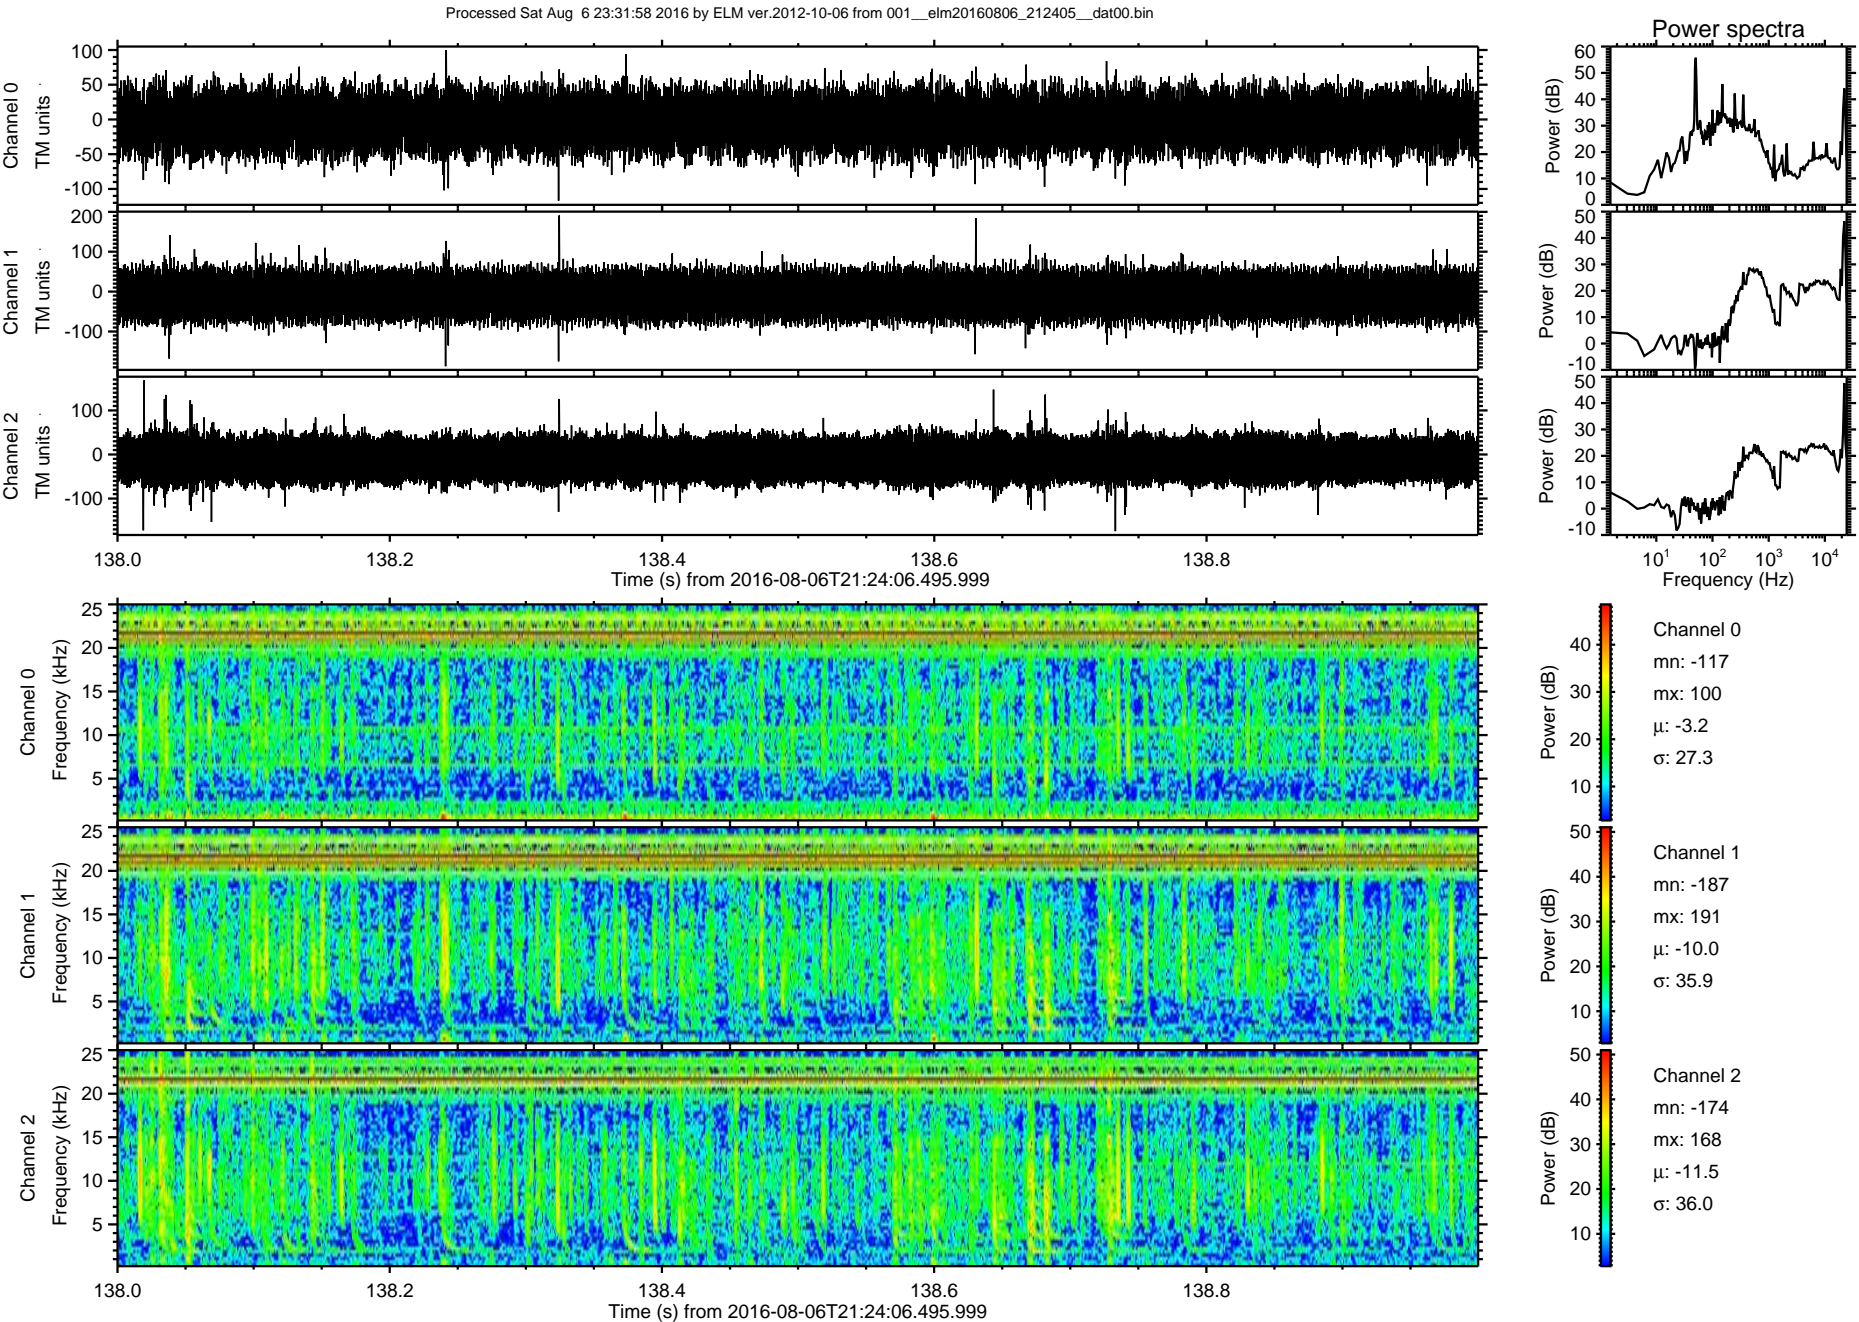 Processed Sat Aug  6 23:31:58 2016 by ELM ver.2012-10-06 from 001__elm20160806_212405__dat00.bin
Power spectra
Channel 0
TM units
100
50
0
-50
-100
Power (dB)
60
50
40
30
20
10
0
Channel 1
TM units
200
100
0
-100
Power (dB)
50
40
30
20
10
0
-10
Channel 2
TM units
100
0
-100
Power (dB)
50
40
30
20
10
0
-10
138.0 138.2 138.4 138.6 138.8
Time (s) from 2016-08-06T21:24:06.495.999
10¹ 10² 10³ 10⁴
Frequency (Hz)
Channel 0
Frequency (kHz)
25
20
15
10
5
Power (dB)
40
30
20
10
Channel 0
mn: -117
mx: 100
μ: -3.2
σ: 27.3
Channel 1
Frequency (kHz)
25
20
15
10
5
Power (dB)
50
40
30
20
10
Channel 1
mn: -187
mx: 191
μ: -10.0
σ: 35.9
Channel 2
Frequency (kHz)
25
20
15
10
5
Power (dB)
50
40
30
20
10
Channel 2
mn: -174
mx: 168
μ: -11.5
σ: 36.0
138.0 138.2 138.4 138.6 138.8
Time (s) from 2016-08-06T21:24:06.495.999